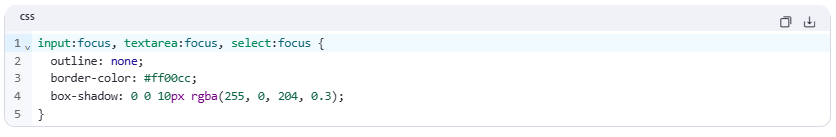 css
1 input:focus, textarea:focus, select:focus {
2   outline: none;
3   border-color: #ff00cc;
4   box-shadow: 0 0 10px rgba(255, 0, 204, 0.3);
5 }